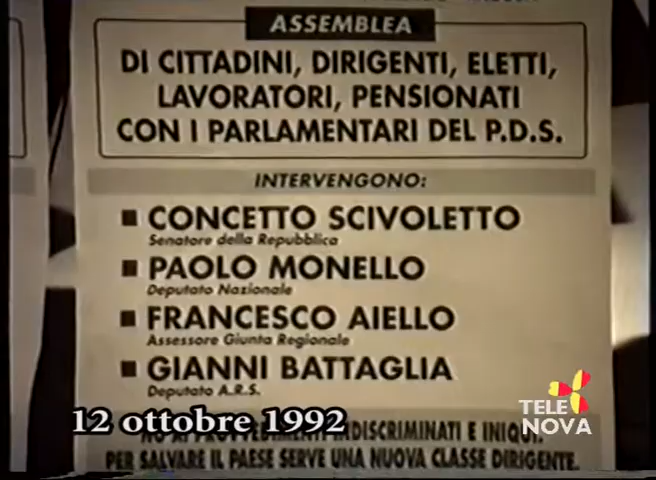 ASSEMBLEA
DI CITTADINI, DIRIGENTI, ELETTI,
LAVORATORI, PENSIONATI
CON I PARLAMENTARI DEL P.D.S.
INTERVENGONO:
CONCETTO SCIVOLETTO
Senatore della Repubblica
PAOLO MONELLO
Deputato Nazionale
FRANCESCO AIELLO
Assessore Giunta Regionale
GIANNI BATTAGLIA
Deputato A.R.S.
12 ottobre 1992
TELE
NOVA
NO AI PROVVEDIMENTI INDISCRIMINATI E INIQUI.
PER SALVARE IL PAESE SERVE UNA NUOVA CLASSE DIRIGENTE.